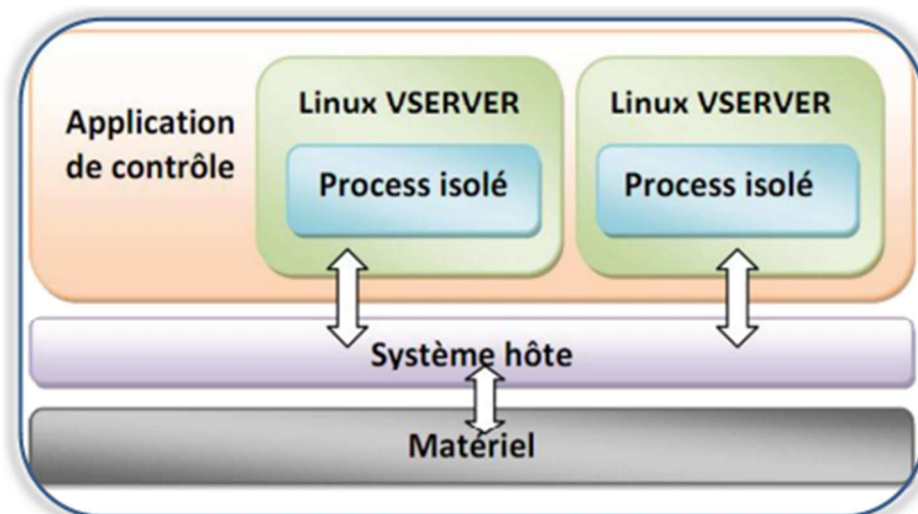 Application
de contrôle
Linux VSERVER
Process isolé
Linux VSERVER
Process isolé
Système hôte
Matériel